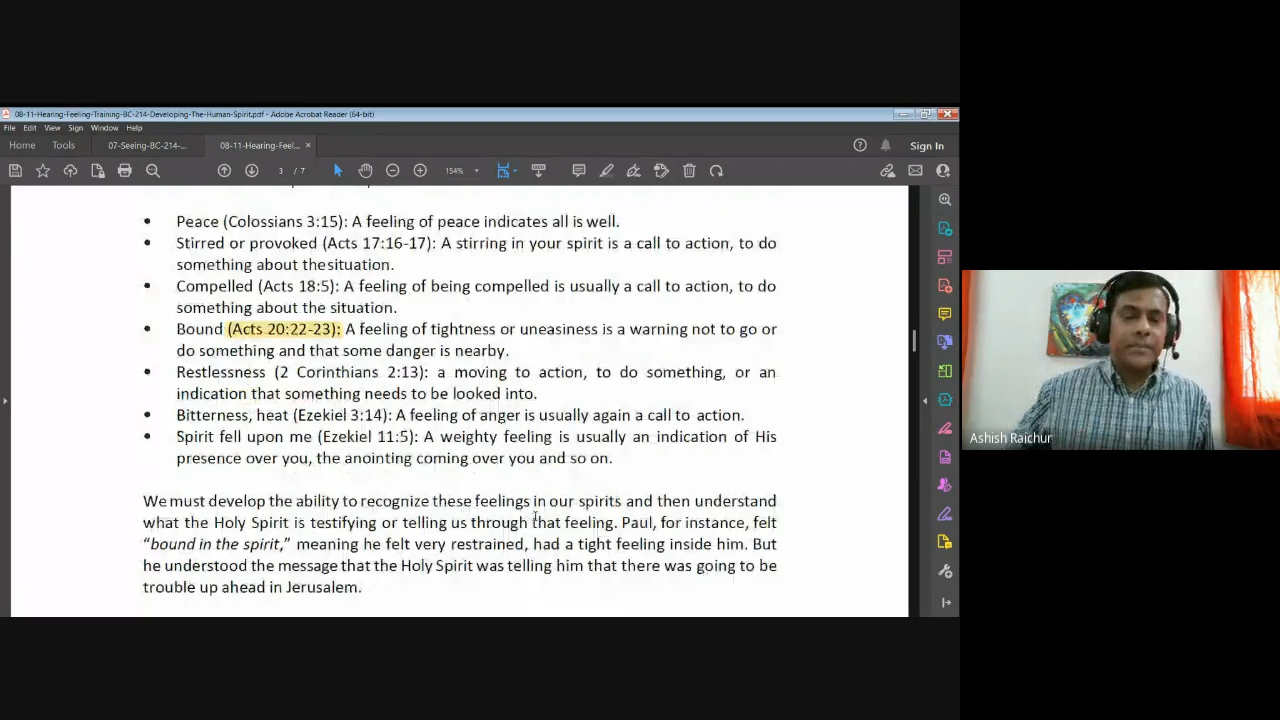 08-11-Hearing-Feeling-Training-BC-214-Developing-The-Human-Spirit.pdf - Adobe Acrobat Reader (64-bit)
File Edit View Sign Window Help
Home Tools 07-Seeing-BC-214-... 08-11-Hearing-Feel... × Sign In
3 / 7 154%
• Peace (Colossians 3:15): A feeling of peace indicates all is well.
• Stirred or provoked (Acts 17:16-17): A stirring in your spirit is a call to action, to do
something about thesituation.
• Compelled (Acts 18:5): A feeling of being compelled is usually a call to action, to do
something about the situation.
• Bound (Acts 20:22-23): A feeling of tightness or uneasiness is a warning not to go or
do something and that some danger is nearby.
• Restlessness (2 Corinthians 2:13): a moving to action, to do something, or an
indication that something needs to be looked into.
• Bitterness, heat (Ezekiel 3:14): A feeling of anger is usually again a call to action.
• Spirit fell upon me (Ezekiel 11:5): A weighty feeling is usually an indication of His
presence over you, the anointing coming over you and so on.
We must develop the ability to recognize these feelings in our spirits and then understand
what the Holy Spirit is testifying or telling us through that feeling. Paul, for instance, felt
“bound in the spirit,” meaning he felt very restrained, had a tight feeling inside him. But
he understood the message that the Holy Spirit was telling him that there was going to be
trouble up ahead in Jerusalem.
Ashish Raichur